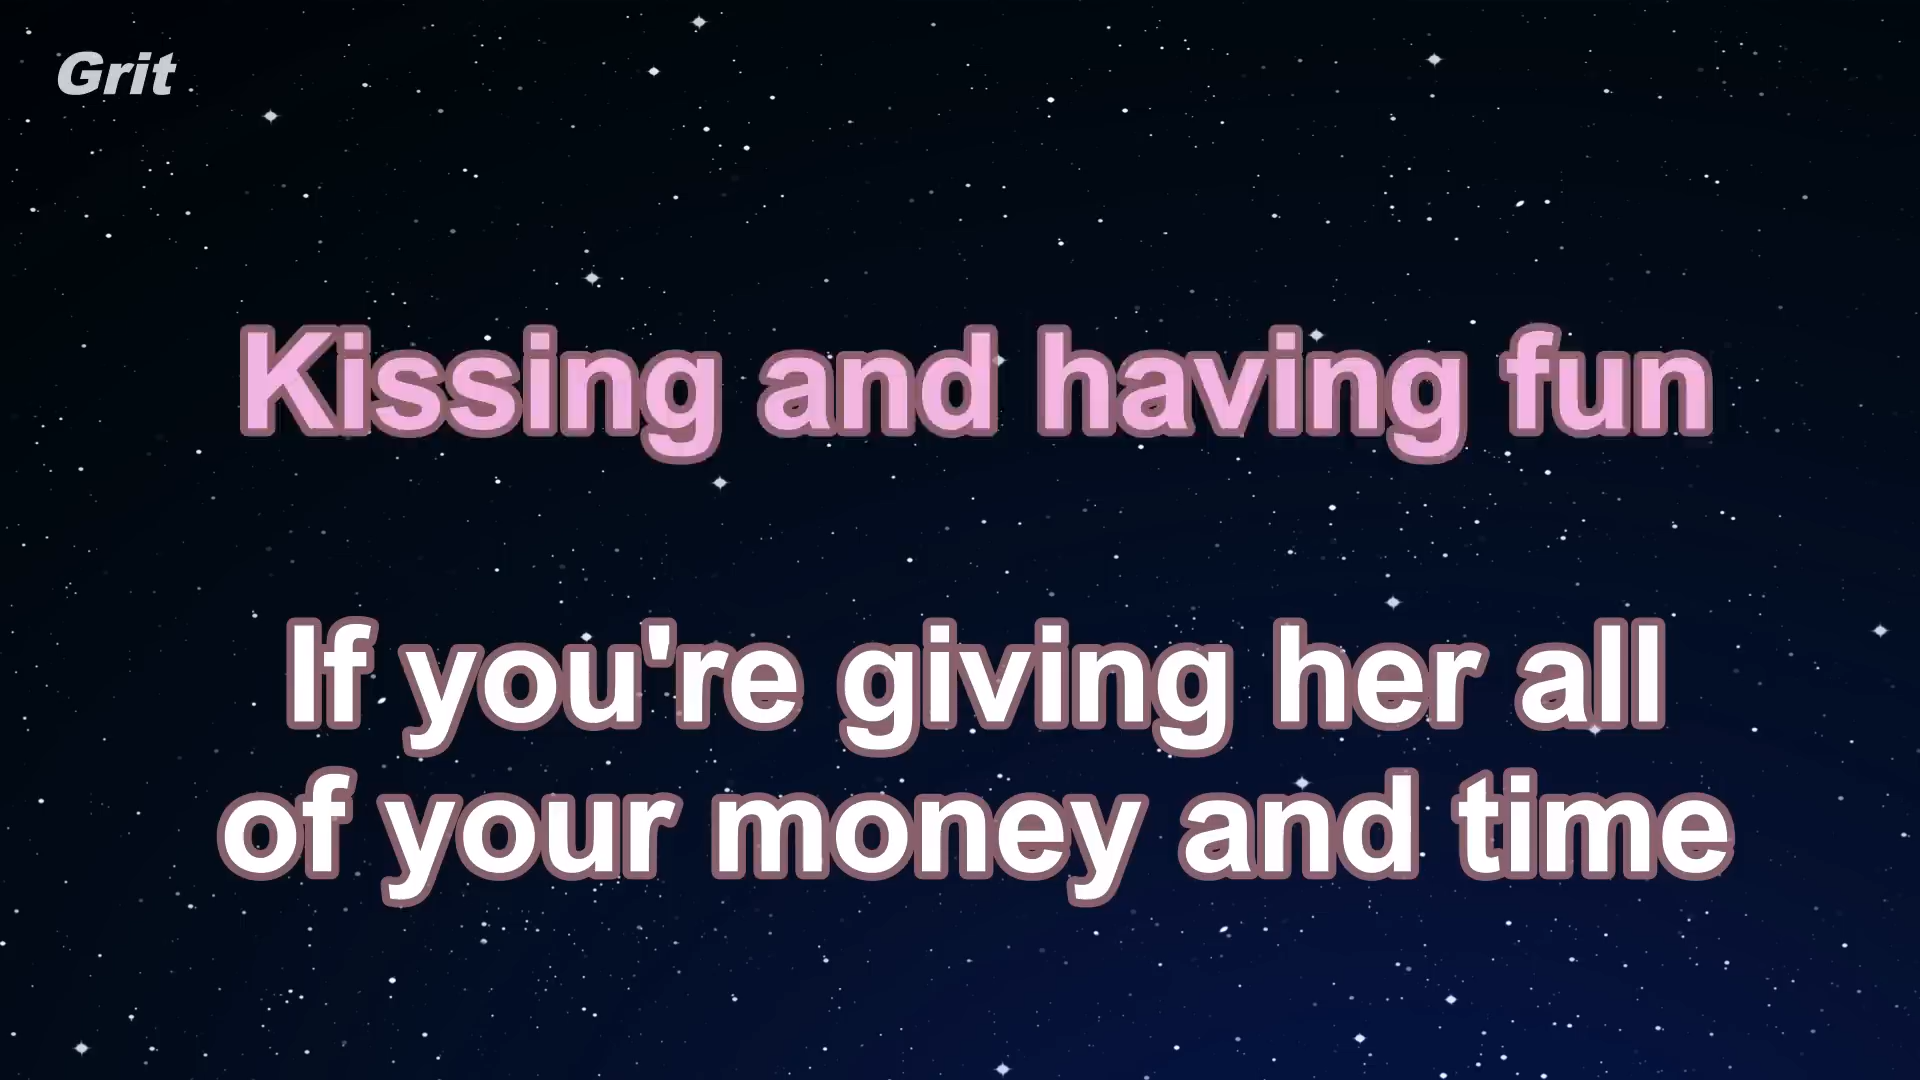 Grit
Kissing and having fun
If you're giving her all
of your money and time